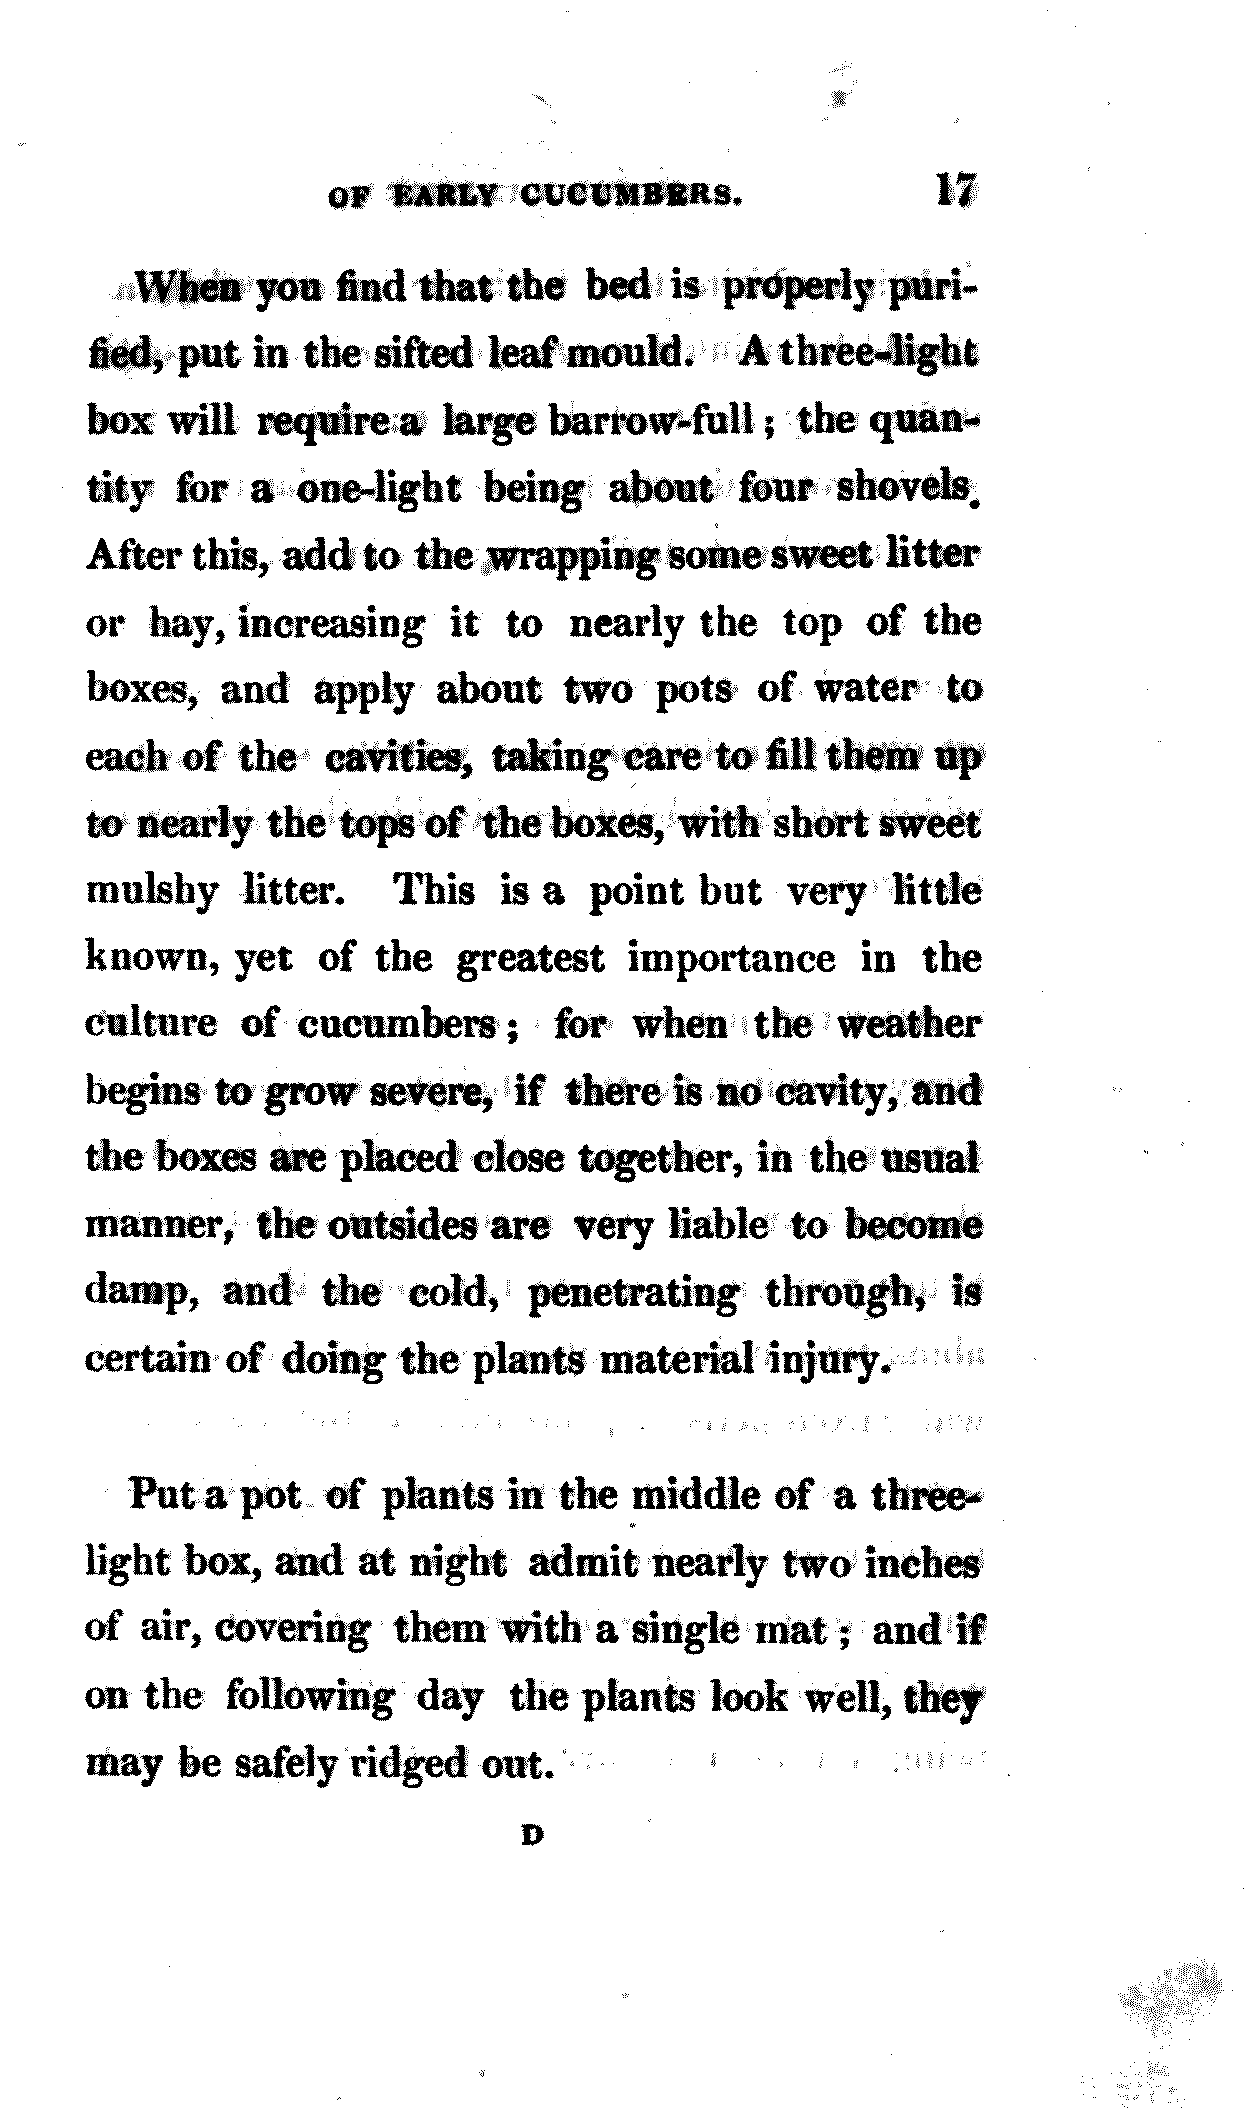 OF EARLY CUCUMBERS. 17
When you find that the bed is properly puri-
fied, put in the sifted leaf mould. A three-light
box will require a large barrow-full; the quan-
tity for a one-light being about four shovels.
After this, add to the wrapping some sweet litter
or hay, increasing it to nearly the top of the
boxes, and apply about two pots of water to
each of the cavities, taking care to fill them up
to nearly the tops of the boxes, with short sweet
mulshy litter. This is a point but very little
known, yet of the greatest importance in the
culture of cucumbers; for when the weather
begins to grow severe, if there is no cavity, and
the boxes are placed close together, in the usual
manner, the outsides are very liable to become
damp, and the cold, penetrating through, is
certain of doing the plants material injury.
Put a pot of plants in the middle of a three-
light box, and at night admit nearly two inches
of air, covering them with a single mat; and if
on the following day the plants look well, they
may be safely ridged out.
D